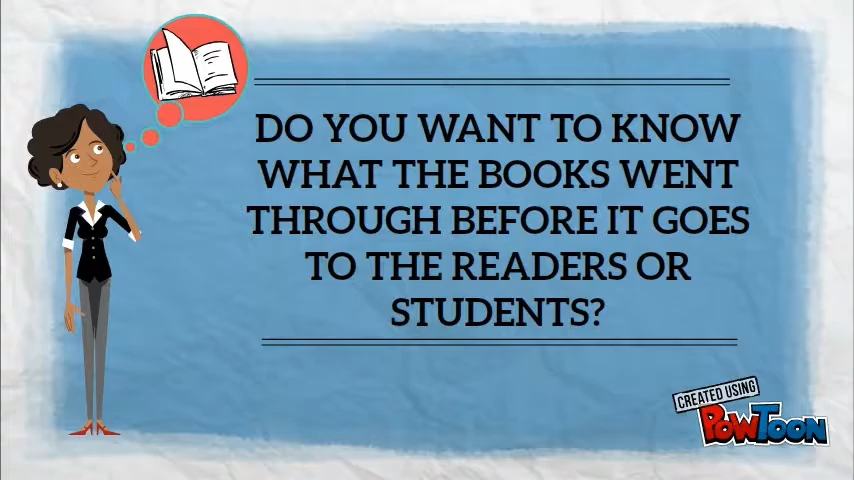 DO YOU WANT TO KNOW
WHAT THE BOOKS WENT
THROUGH BEFORE IT GOES
TO THE READERS OR
STUDENTS?
CREATED USING
POWTOON